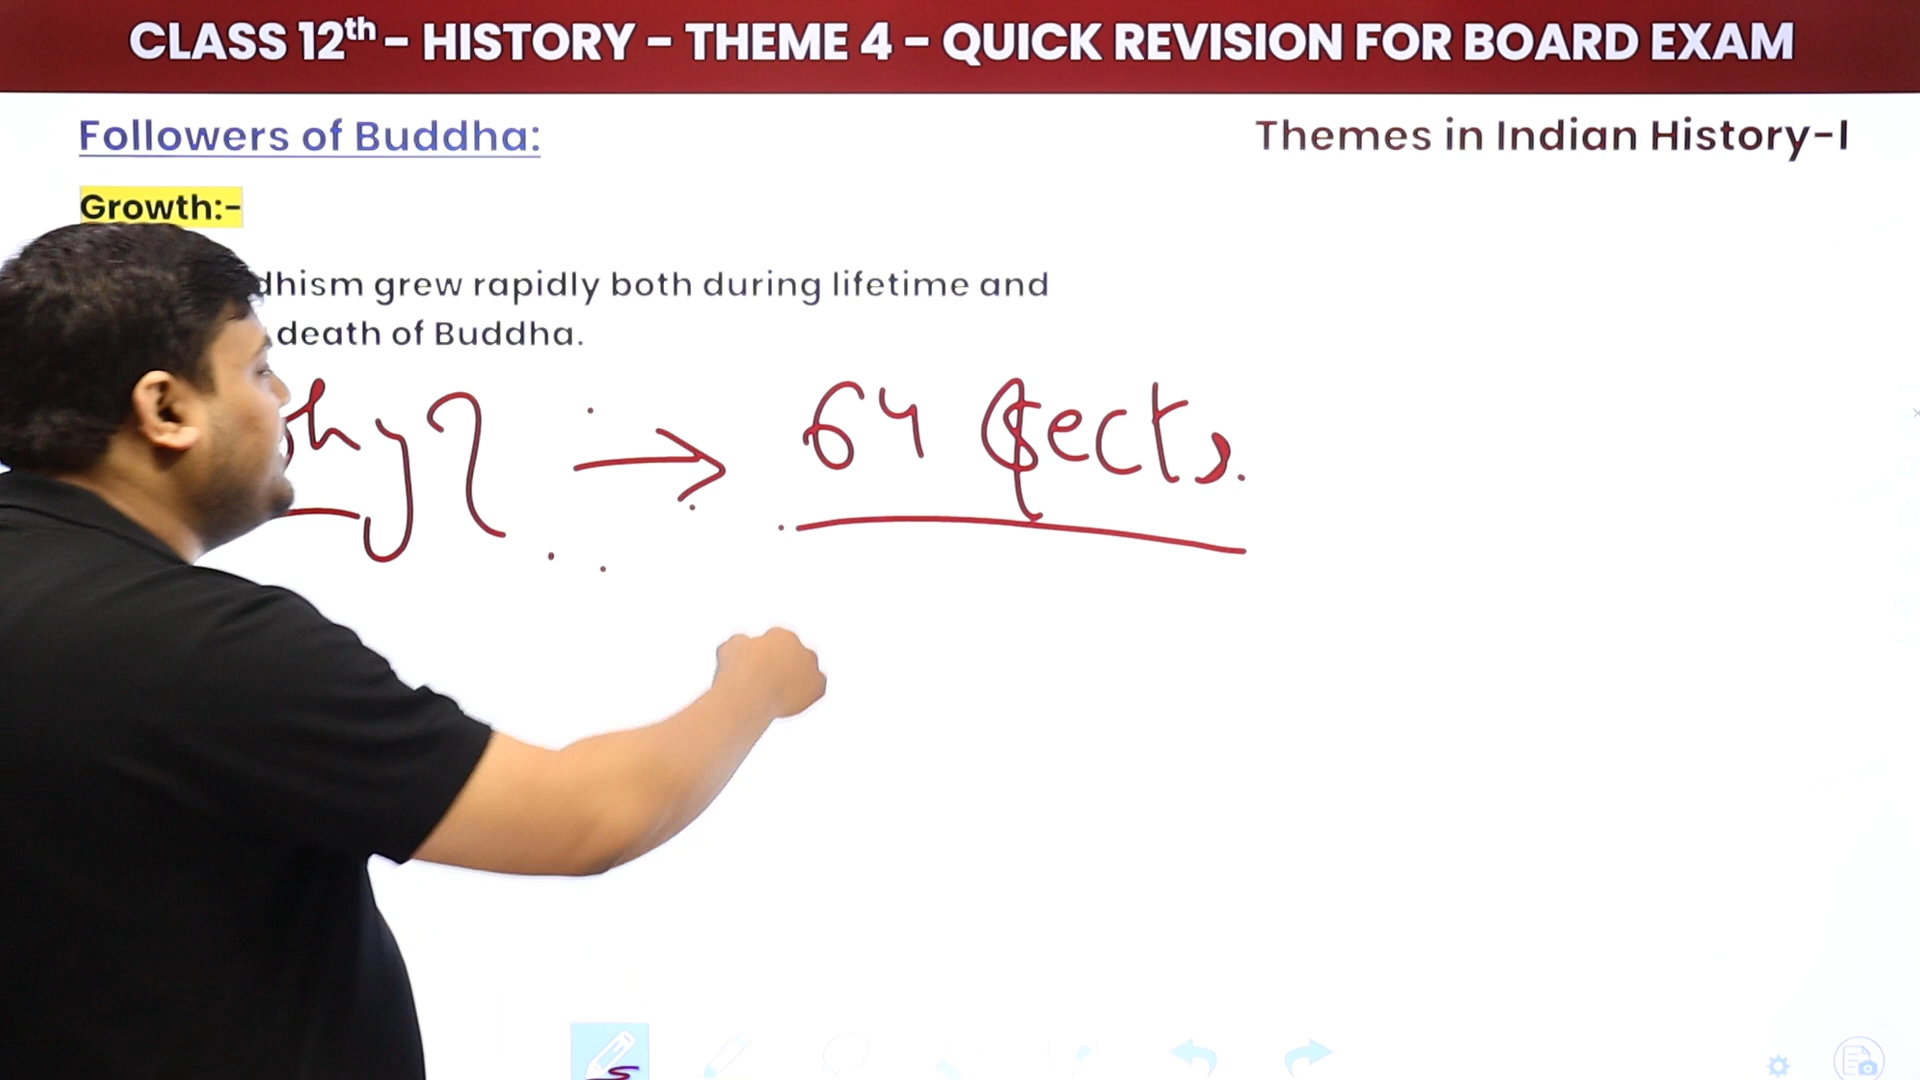 CLASS 12th - HISTORY - THEME 4 - QUICK REVISION FOR BOARD EXAM
Followers of Buddha:
Themes in Indian History-I
Growth:-
dhism grew rapidly both during lifetime and
death of Buddha.
hy? → 64 Sects.